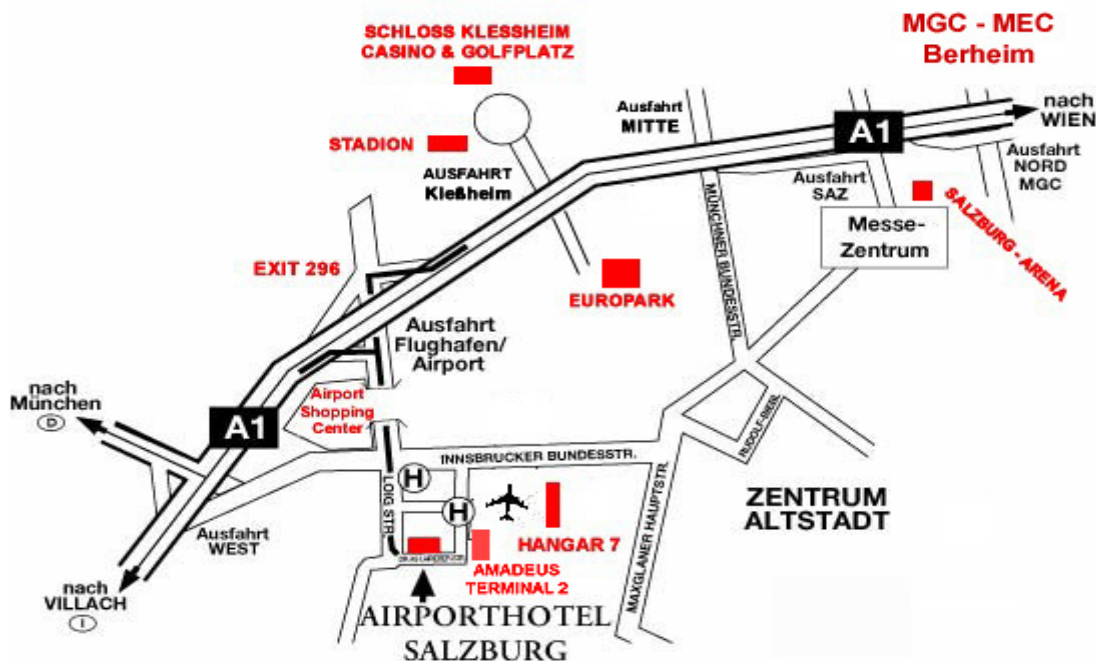 SCHLOSS KLESSHEIM
CASINO & GOLFPLATZ
MGC - MEC
Berheim
STADION
Ausfahrt
MITTE
A1
nach
WIEN
AUSFAHRT
Kleßheim
Ausfahrt
SAZ
Ausfahrt
NORD
MGC
MÜNCHNER BUNDESSTR.
Messe-
Zentrum
SALZBURG - ARENA
EXIT 296
EUROPARK
Ausfahrt
Flughafen/
Airport
nach
München
D
A1
Airport
Shopping
Center
INNSBRUCKER BUNDESSTR.
RUDOLF-BIEBL
H
LOIG STR.
H
ZENTRUM
ALTSTADT
Ausfahrt
WEST
HANGAR 7
MAXGLANER HAUPTSTR.
AMADEUS
TERMINAL 2
nach
VILLACH
I
AIRPORTHOTEL
SALZBURG